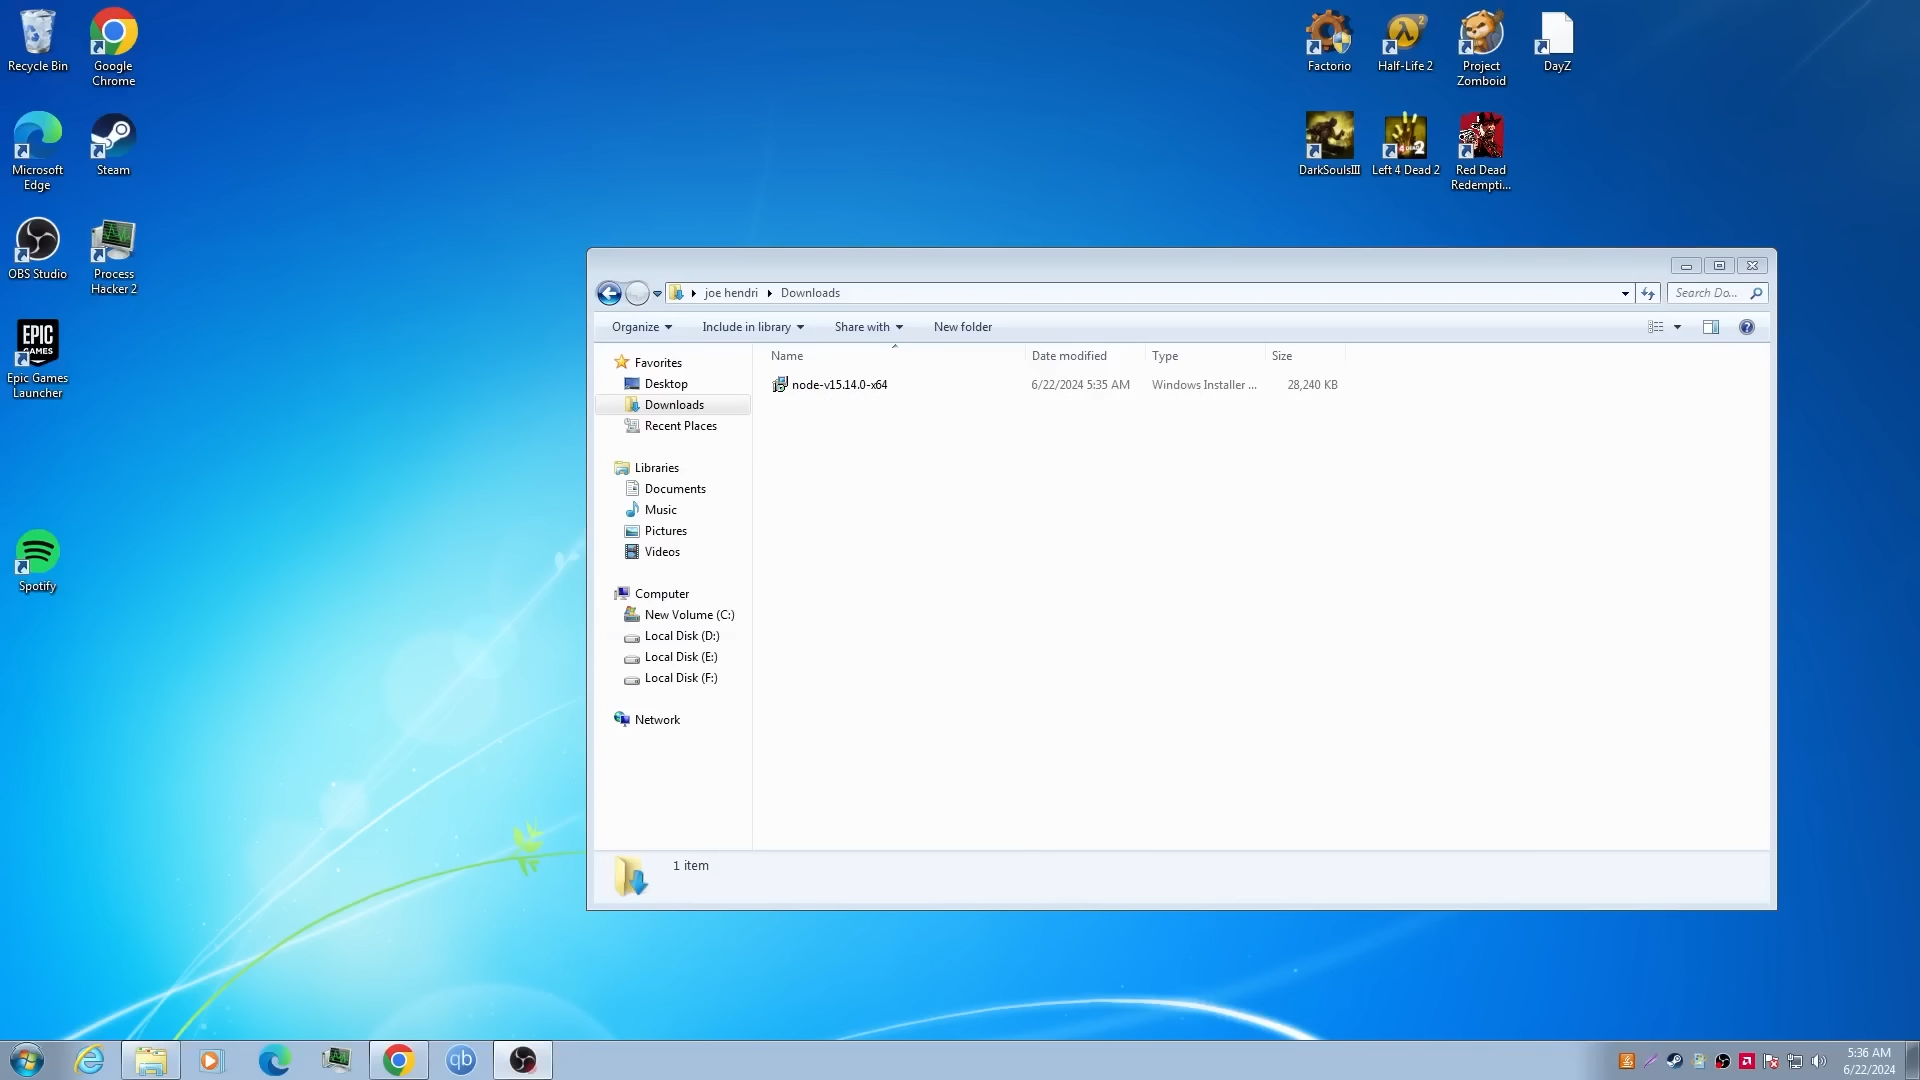 Recycle Bin
Google
Chrome
Microsoft
Edge
Steam
OBS Studio
Process
Hacker 2
EPIC
GAMES
Epic Games
Launcher
Spotify
Factorio
2
Half-Life 2
Project
Zomboid
DayZ
DarkSoulsIII
2
Left 4 Dead 2
Red Dead
Redempti...
joe hendri
Downloads
Search Do...
Organize
Include in library
Share with
New folder
Favorites
Desktop
Downloads
Recent Places
Libraries
Documents
Music
Pictures
Videos
Computer
New Volume (C:)
Local Disk (D:)
Local Disk (E:)
Local Disk (F:)
Network
Name Date modified Type Size
node-v15.14.0-x64 6/22/2024 5:35 AM Windows Installer ... 28,240 KB
1 item
qb
5:36 AM
6/22/2024